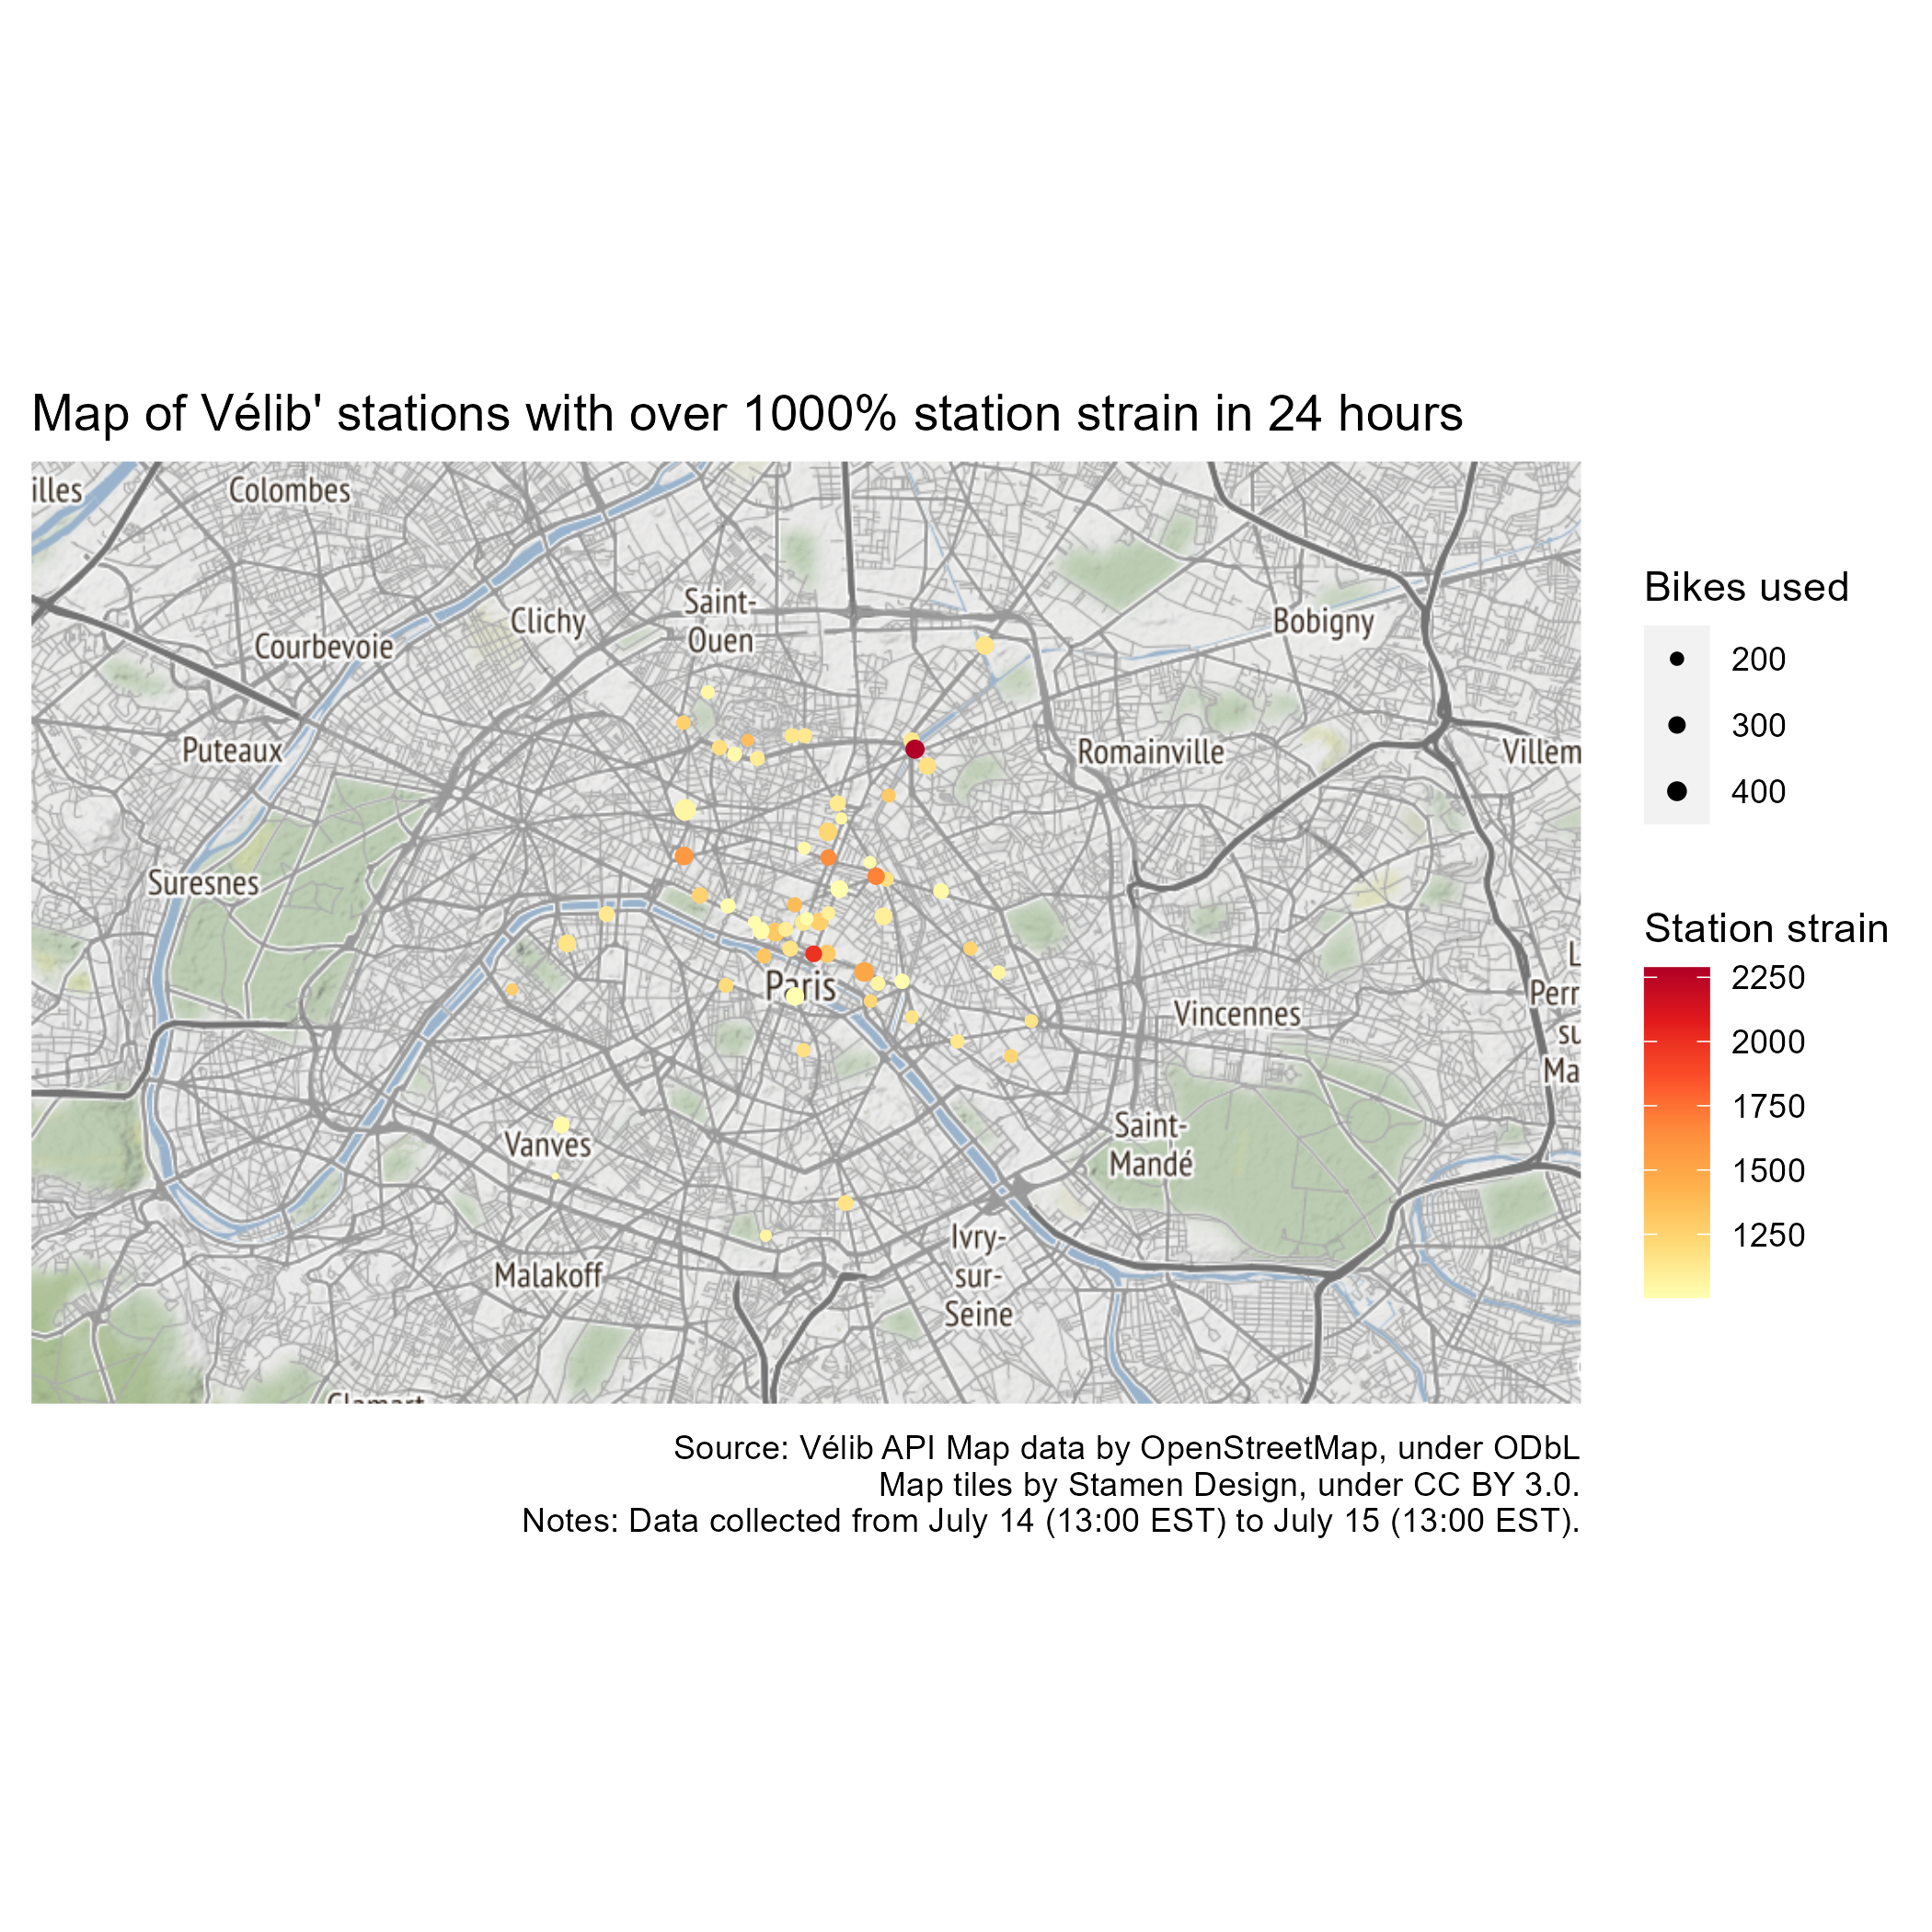 Map of Vélib' stations with over 1000% station strain in 24 hours
illes
Colombes
Saint-
Ouen
Clichy
Bobigny
Courbevoie
Puteaux
Romainville
Villem
Suresnes
Paris
Vincennes
Perr
su
Ma
Vanves
Saint-
Mandé
Ivry-
sur-
Seine
Malakoff
Bikes used
200
300
400
Station strain
2250
2000
1750
1500
1250
Source: Vélib API Map data by OpenStreetMap, under ODbL
Map tiles by Stamen Design, under CC BY 3.0.
Notes: Data collected from July 14 (13:00 EST) to July 15 (13:00 EST).